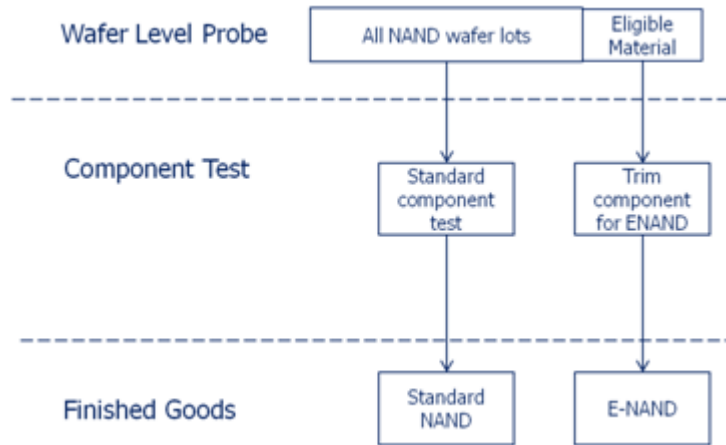 Wafer Level Probe
All NAND wafer lots
Eligible
Material
Component Test
Standard
component
test
Trim
component
for ENAND
Finished Goods
Standard
NAND
E-NAND